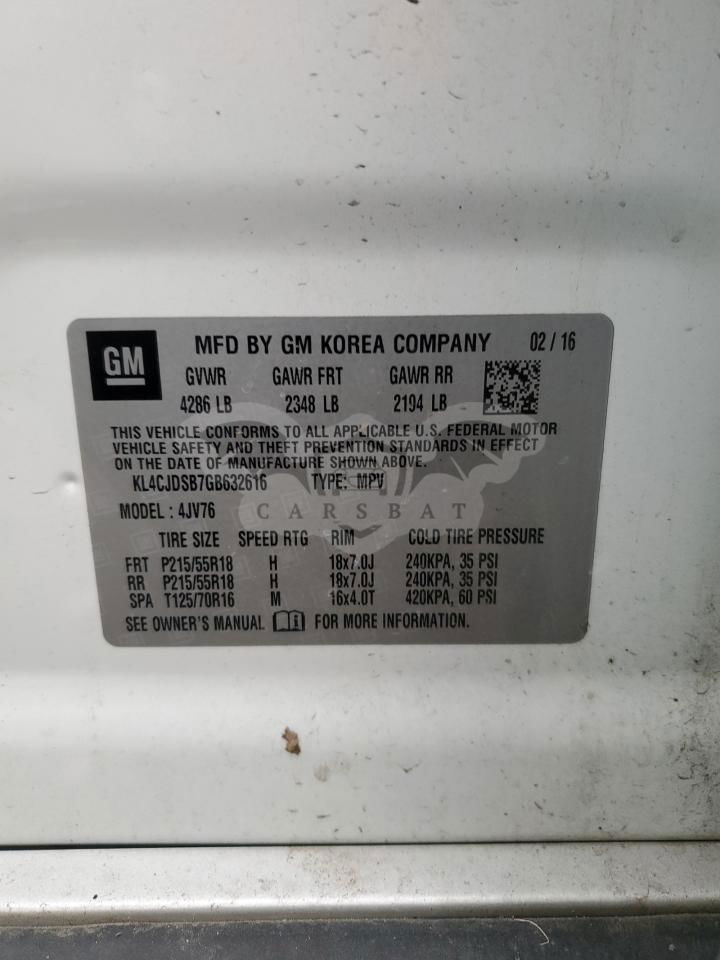 GM
MFD BY GM KOREA COMPANY 02 / 16
GVWR GAWR FRT GAWR RR
4286 LB 2348 LB 2194 LB
THIS VEHICLE CONFORMS TO ALL APPLICABLE U.S. FEDERAL MOTOR
VEHICLE SAFETY AND THEFT PREVENTION STANDARDS IN EFFECT
ON THE DATE OF MANUFACTURE SHOWN ABOVE.
KL4CJDSB7GB632616 TYPE: MPV
MODEL : 4JV76
CARSBAT
TIRE SIZE SPEED RTG RIM COLD TIRE PRESSURE
FRT P215/55R18 H 18x7.0J 240KPA, 35 PSI
RR P215/55R18 H 18x7.0J 240KPA, 35 PSI
SPA T125/70R16 M 16x4.0T 420KPA, 60 PSI
SEE OWNER'S MANUAL FOR MORE INFORMATION.